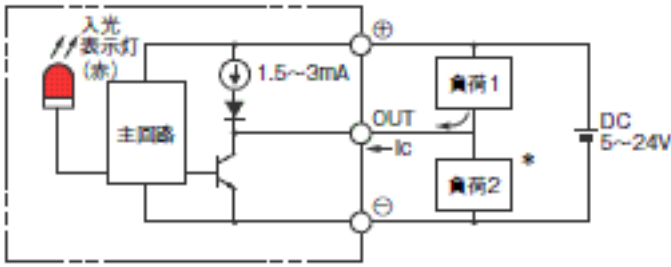 入光
表示灯
(赤)
主回路
1.5～3mA
⊕
OUT
Ic
⊖
負荷1
負荷2
*
DC
5～24V